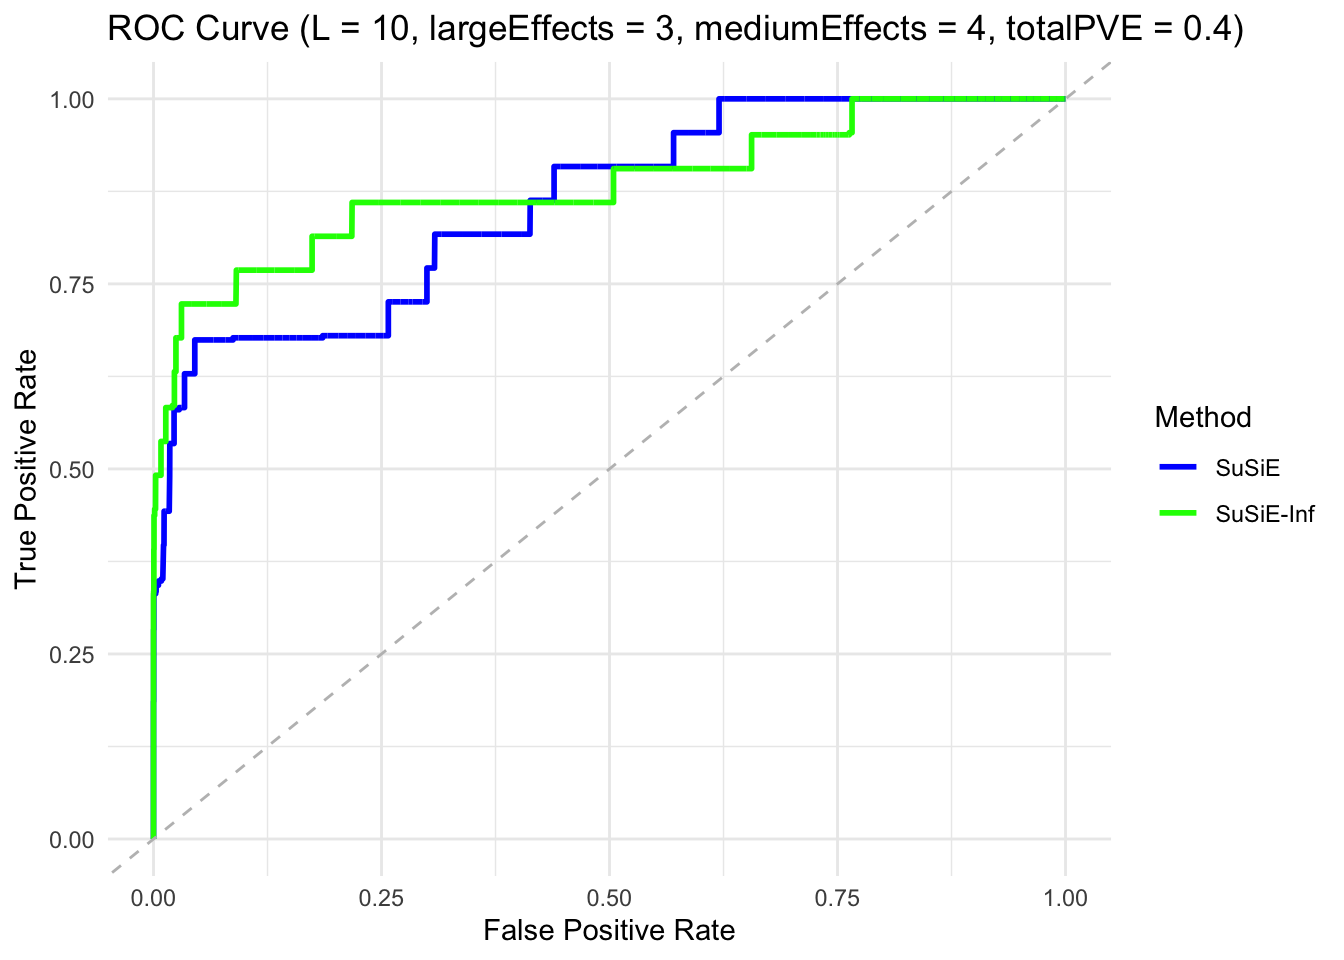 ROC Curve (L = 10, largeEffects = 3, mediumEffects = 4, totalPVE = 0.4)
1.00
0.75
0.50
0.25
0.00
True Positive Rate
0.00 0.25 0.50 0.75 1.00
False Positive Rate
Method
SuSiE
SuSiE-Inf